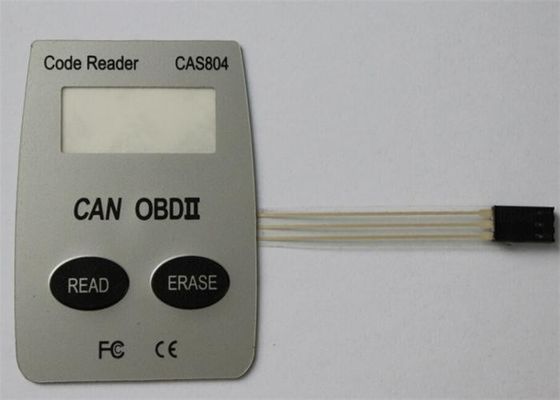 Code Reader CAS804
CAN OBDII
READ ERASE
FC CE